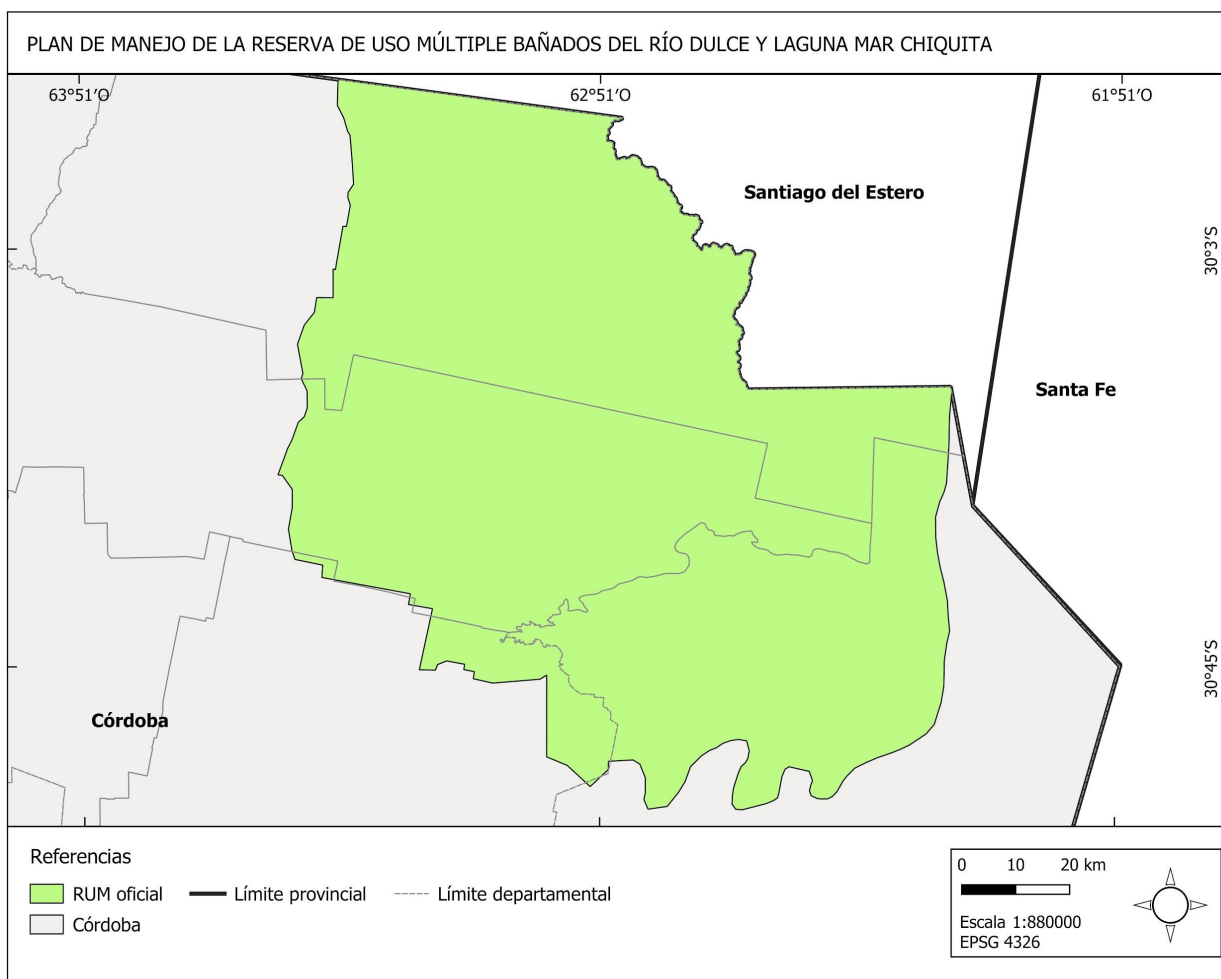 PLAN DE MANEJO DE LA RESERVA DE USO MÚLTIPLE BAÑADOS DEL RÍO DULCE Y LAGUNA MAR CHIQUITA
63°51′O
62°51′O
61°51′O
Santiago del Estero
30°3′S
Santa Fe
30°45′S
Córdoba
Referencias
RUM oficial
Límite provincial
Límite departamental
Córdoba
0 10 20 km
Escala 1:880000
EPSG 4326